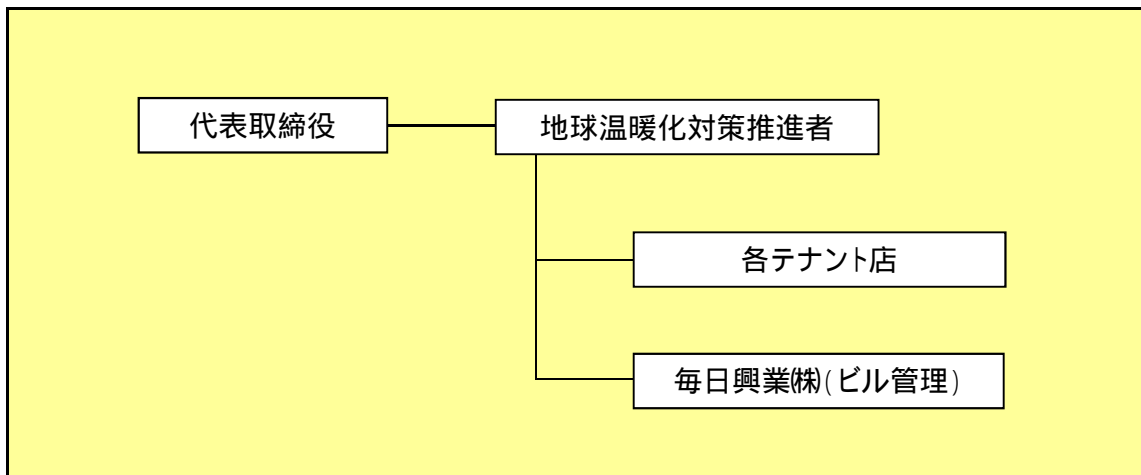 代表取締役
地球温暖化対策推進者
各テナント店
毎日興業㈱(ビル管理)